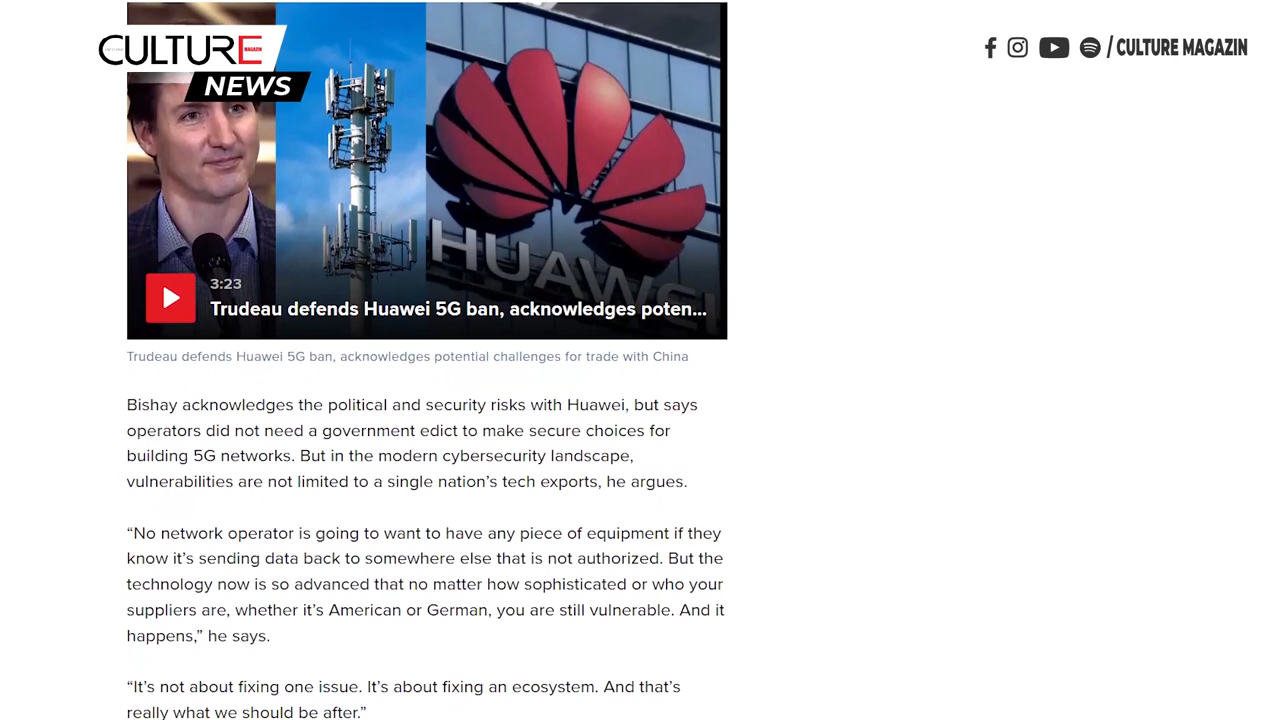 CULTURE
MAGAZIN
NEWS
/ CULTURE MAGAZIN
HUAWEI
3:23
Trudeau defends Huawei 5G ban, acknowledges poten...
Trudeau defends Huawei 5G ban, acknowledges potential challenges for trade with China
Bishay acknowledges the political and security risks with Huawei, but says
operators did not need a government edict to make secure choices for
building 5G networks. But in the modern cybersecurity landscape,
vulnerabilities are not limited to a single nation’s tech exports, he argues.
“No network operator is going to want to have any piece of equipment if they
know it’s sending data back to somewhere else that is not authorized. But the
technology now is so advanced that no matter how sophisticated or who your
suppliers are, whether it’s American or German, you are still vulnerable. And it
happens,” he says.
“It’s not about fixing one issue. It’s about fixing an ecosystem. And that’s
really what we should be after.”